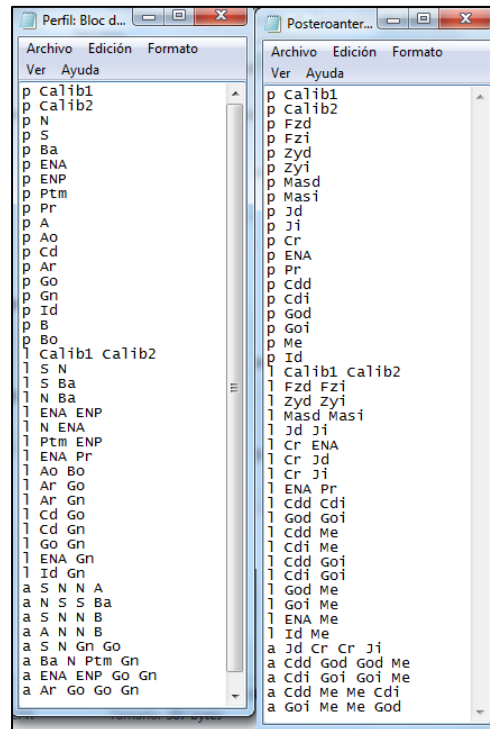 Perfil: Bloc d...
Archivo Edición Formato
Ver Ayuda
p Calib1
p Calib2
p N
p S
p Ba
p ENA
p ENP
p Ptm
p Pr
p A
p Ao
p Cd
p Ar
p Go
p Gn
p Id
p B
p Bo
l Calib1 Calib2
l S N
l S Ba
l N Ba
l ENA ENP
l N ENA
l Ptm ENP
l ENA Pr
l Ao Bo
l Ar Go
l Ar Gn
l Cd Go
l Cd Gn
l Go Gn
l ENA Gn
l Id Gn
a S N N A
a N S S Ba
a S N N B
a A N N B
a S N Gn Go
a Ba N Ptm Gn
a ENA ENP Go Gn
a Ar Go Go Gn
Posteroanter...
Archivo Edición Formato
Ver Ayuda
p Calib1
p Calib2
p Fzd
p Fzi
p Zyd
p Zyi
p Masd
p Masi
p Jd
p Ji
p Cr
p ENA
p Pr
p Cdd
p Cdi
p God
p Goi
p Me
p Id
l Calib1 Calib2
l Fzd Fzi
l Zyd Zyi
l Masd Masi
l Jd Ji
l Cr ENA
l Cr Jd
l Cr Ji
l ENA Pr
l Cdd Cdi
l God Goi
l Cdd Me
l Cdi Me
l Cdd Goi
l Cdi Goi
l God Me
l Goi Me
l ENA Me
l Id Me
a Jd Cr Cr Ji
a Cdd God God Me
a Cdi Goi Goi Me
a Cdd Me Me Cdi
a Goi Me Me God